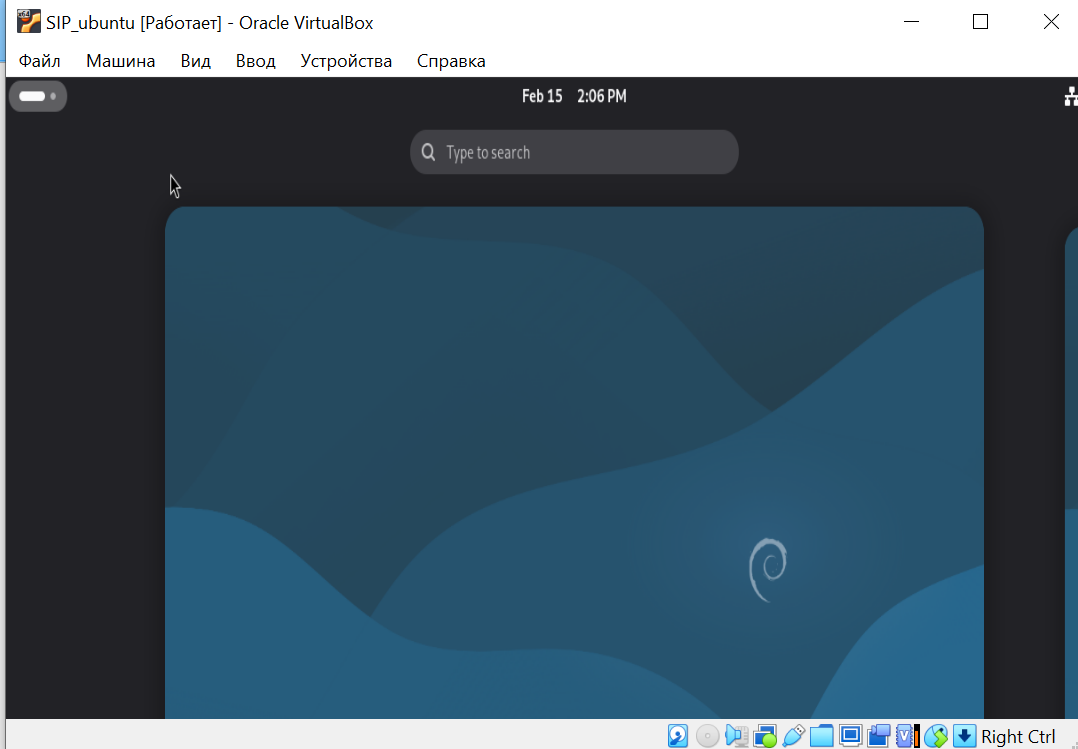 SIP_ubuntu [Работает] - Oracle VirtualBox
Файл Машина Вид Ввод Устройства Справка
Feb 15 2:06 PM
Type to search
Right Ctrl